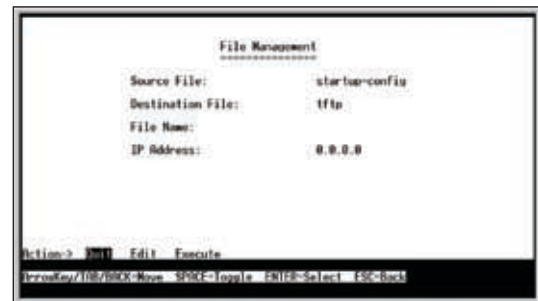 File Management
Source File: startup-config
Destination File: tftp
File Name:
IP Address: 0.0.0.0
Action-> Quit Edit Execute
ArrowKey/TAB/BACK-Move SPACE-Toggle ENTER-Select ESC-Back